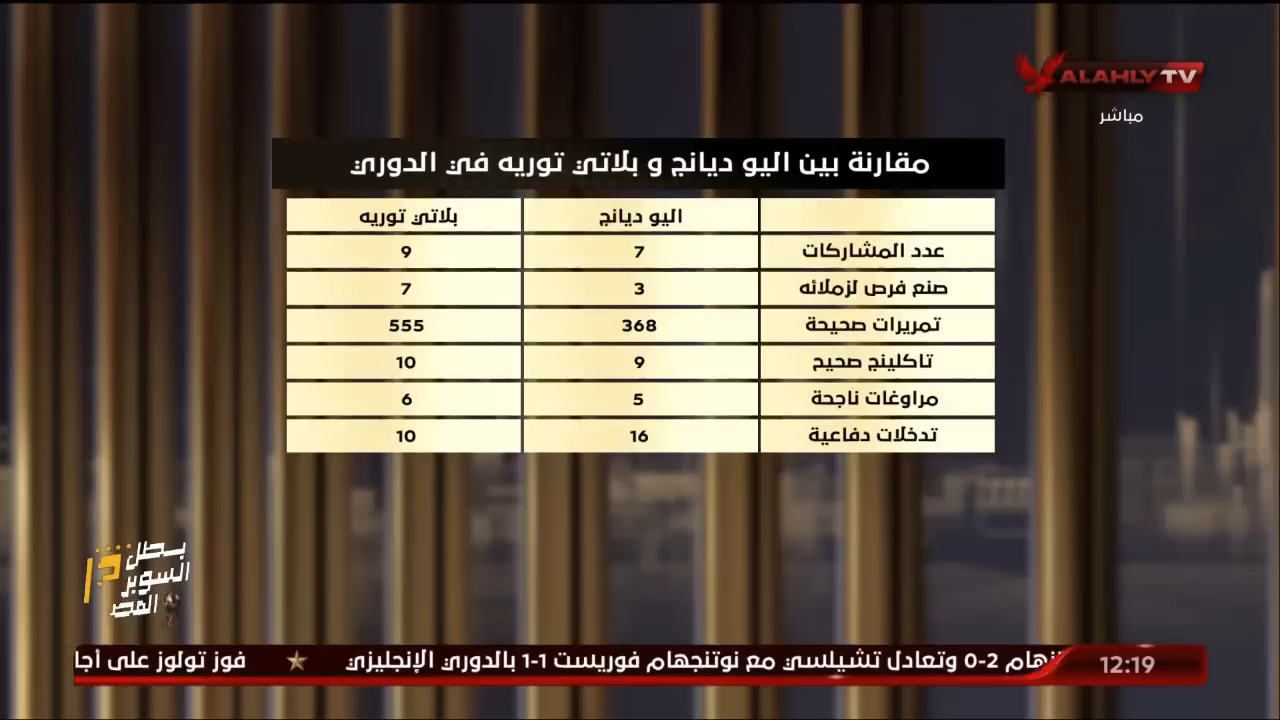 ALAHLY TV
مباشر
مقارنة بين اليو ديانج و بلاتي توريه في الدوري
اليو ديانج بلاتي توريه
عدد المشاركات 7 9
صنع فرص لزملائه 3 7
تمريرات صحيحة 368 555
تاكلينج صحيح 9 10
مراوغات ناجحة 5 6
تدخلات دفاعية 16 10
بطل
السوبر
12:19
2-0 وتعادل تشيلسي مع نوتنجهام فوريست 1-1 بالدوري الإنجليزي فوز تولوز على